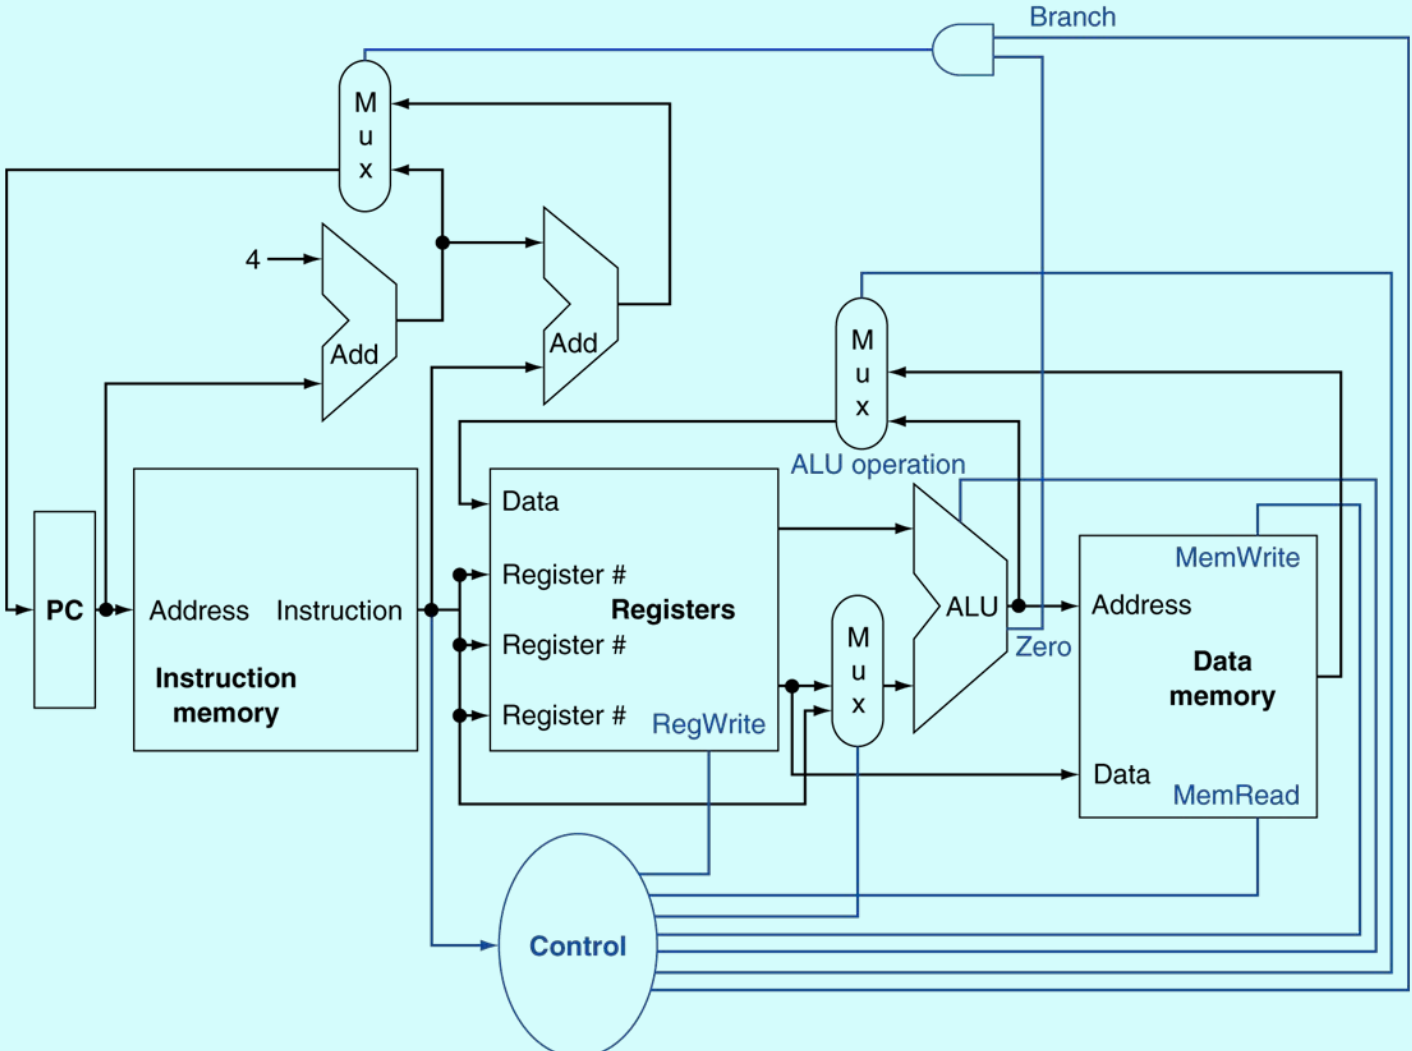 Branch
M
u
x
4
Add
Add
M
u
x
ALU operation
Data
Register #
Registers
Register #
Register #
RegWrite
PC
Address Instruction
Instruction
memory
M
u
x
ALU
Zero
MemWrite
Address
Data
memory
Data
MemRead
Control